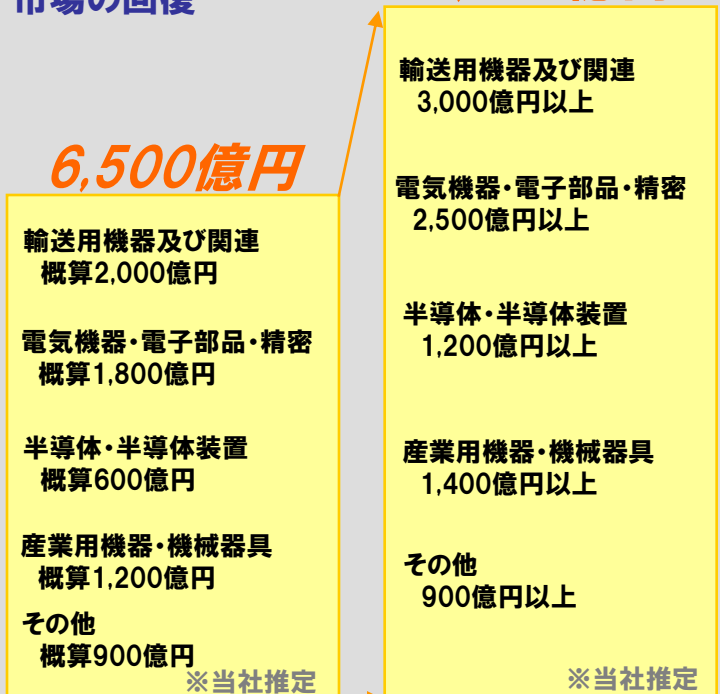 市場の回復
6,500億円
輸送用機器及び関連
概算2,000億円
電気機器・電子部品・精密
概算1,800億円
半導体・半導体装置
概算600億円
産業用機器・機械器具
概算1,200億円
その他
概算900億円
※当社推定
輸送用機器及び関連
3,000億円以上
電気機器・電子部品・精密
2,500億円以上
半導体・半導体装置
1,200億円以上
産業用機器・機械器具
1,400億円以上
その他
900億円以上
※当社推定